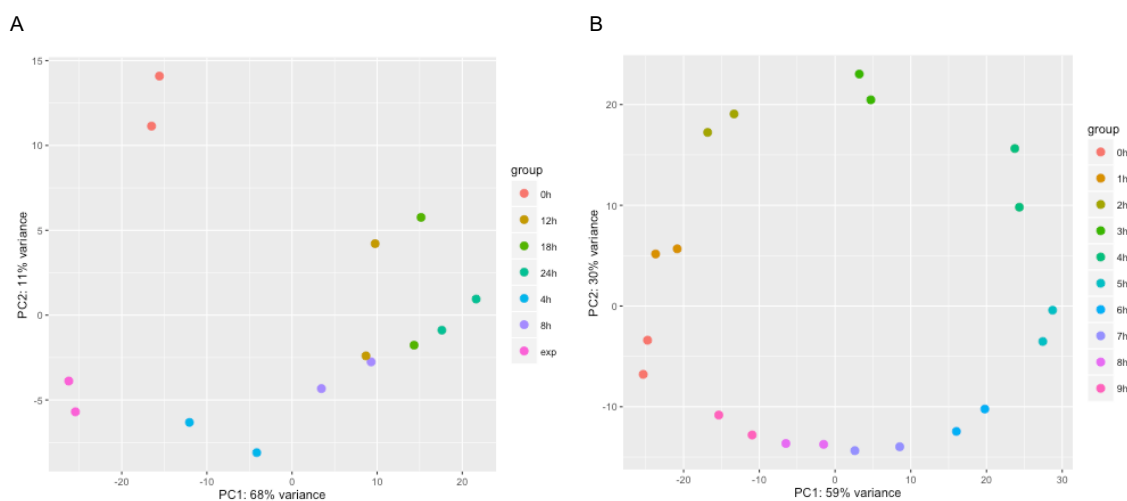 A
15
10
5
0
-5
-20
-10
0
10
20
PC2: 11% variance
PC1: 68% variance
group
0h
12h
18h
24h
4h
8h
exp
B
20
10
0
-10
-20
-10
0
10
20
30
PC2: 30% variance
PC1: 59% variance
group
0h
1h
2h
3h
4h
5h
6h
7h
8h
9h